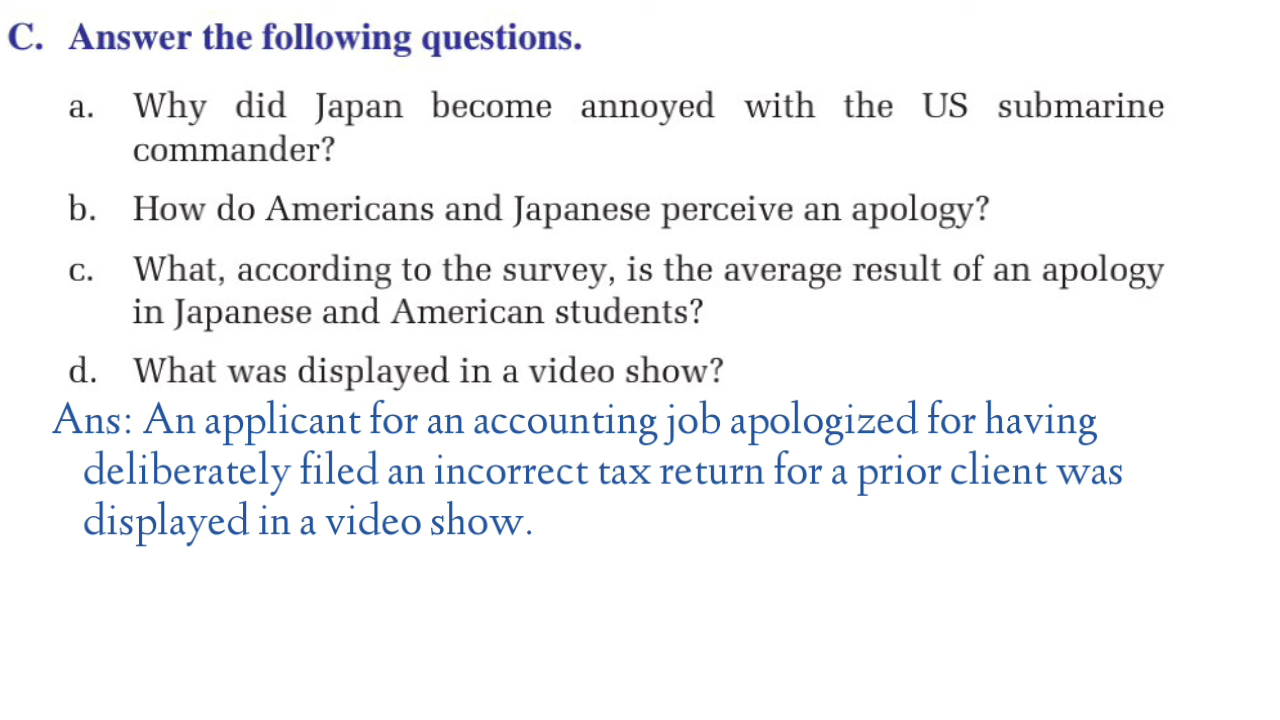 C. Answer the following questions.
a. Why did Japan become annoyed with the US submarine
commander?
b. How do Americans and Japanese perceive an apology?
c. What, according to the survey, is the average result of an apology
in Japanese and American students?
d. What was displayed in a video show?
Ans: An applicant for an accounting job apologized for having
deliberately filed an incorrect tax return for a prior client was
displayed in a video show.